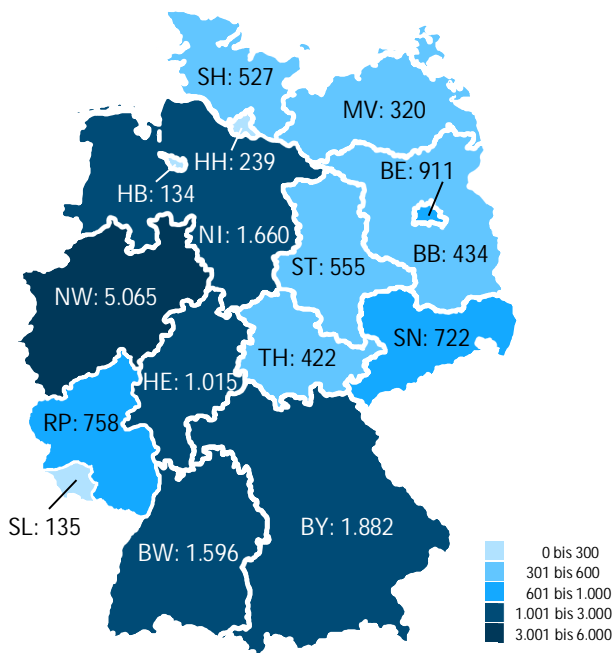 SH: 527
MV: 320
HH: 239
BE: 911
HB: 134
NI: 1.660
BB: 434
ST: 555
NW: 5.065
SN: 722
TH: 422
HE: 1.015
RP: 758
SL: 135
BY: 1.882
BW: 1.596
0 bis 300
301 bis 600
601 bis 1.000
1.001 bis 3.000
3.001 bis 6.000